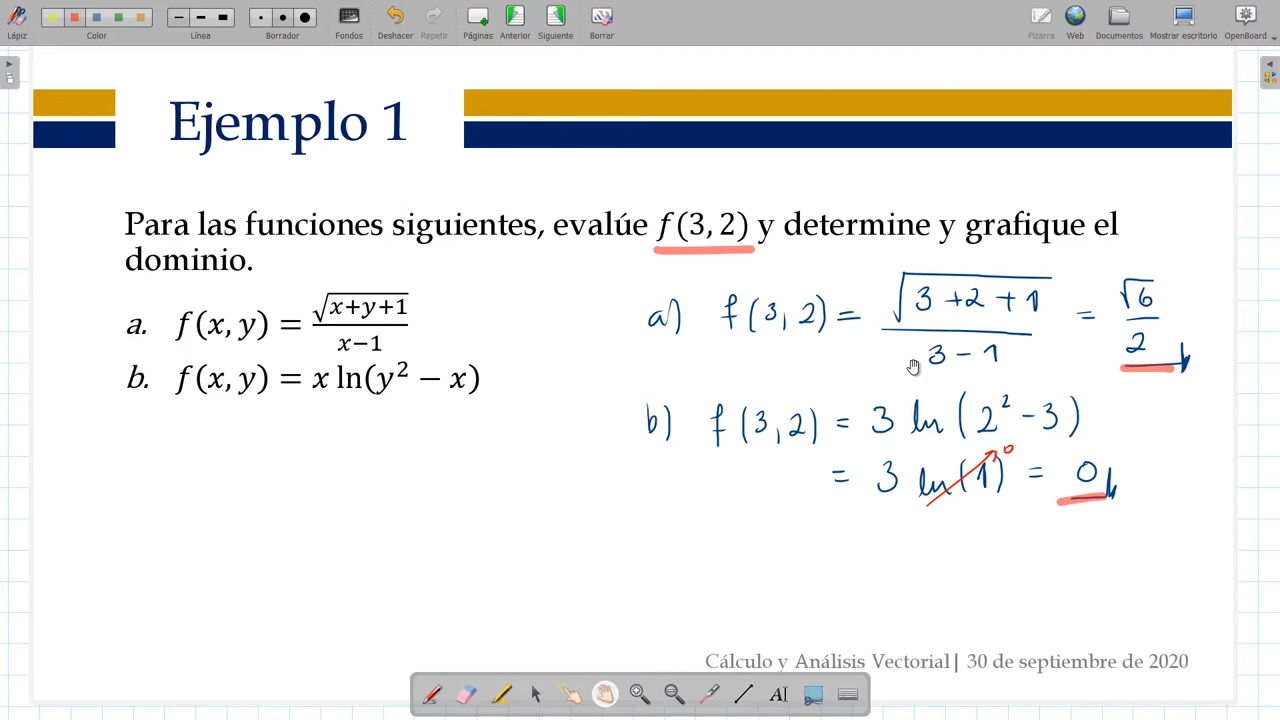 Lápiz Color Línea Borrador Fondos Deshacer Repetir Páginas Anterior Siguiente Borrar Pizarra Web Documentos Mostrar escritorio OpenBoard
Ejemplo 1
Para las funciones siguientes, evalúe f(3, 2) y determine y grafique el
dominio.
a. f(x, y) = √(x+y+1) / (x−1)
b. f(x, y) = x ln(y² − x)
a) f(3, 2) = √(3+2+1) / (3−1) = √6 / 2
b) f(3, 2) = 3 ln(2² − 3)
= 3 ln(1) 0 = 0
Cálculo y Análisis Vectorial| 30 de septiembre de 2020
AI